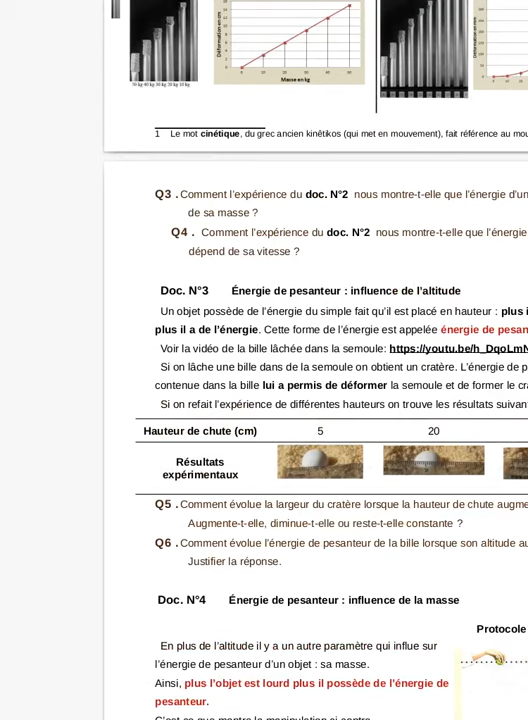 Déformation en cm
Masse en kg
50 kg 40 kg 30 kg 20 kg 10 kg
1 Le mot cinétique, du grec ancien kinêtikos (qui met en mouvement), fait référence au
Q3 . Comment l'expérience du doc. N°2 nous montre-t-elle que l'énergie
de sa masse ?
Q4 . Comment l'expérience du doc. N°2 nous montre-t-elle que l'énergie
dépend de sa vitesse ?
Doc. N°3 Énergie de pesanteur : influence de l'altitude
Un objet possède de l'énergie du simple fait qu'il est placé en hauteur : plus
plus il a de l'énergie. Cette forme de l'énergie est appelée énergie de
Voir la vidéo de la bille lâchée dans la semoule: https://youtu.be/h_DqoLm
Si on lâche une bille dans de la semoule on obtient un cratère. L'énergie de
contenue dans la bille lui a permis de déformer la semoule et de former le
Si on refait l'expérience de différentes hauteurs on trouve les résultats
Hauteur de chute (cm) 5 20
Résultats
expérimentaux
Q5 . Comment évolue la largeur du cratère lorsque la hauteur de chute
Augmente-t-elle, diminue-t-elle ou reste-t-elle constante ?
Q6 . Comment évolue l'énergie de pesanteur de la bille lorsque son altitude
Justifier la réponse.
Doc. N°4 Énergie de pesanteur : influence de la masse
Protocole
En plus de l'altitude il y a un autre paramètre qui influe sur
l'énergie de pesanteur d'un objet : sa masse.
Ainsi, plus l'objet est lourd plus il possède de l'énergie de
pesanteur.